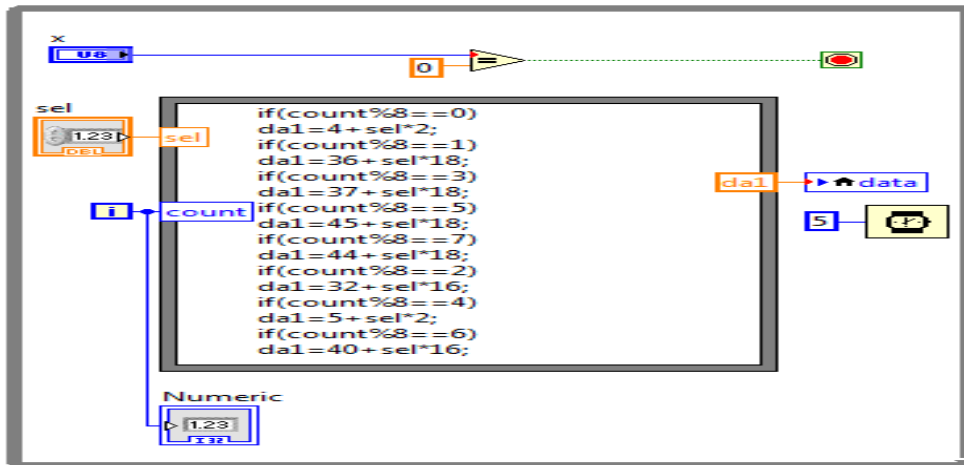 x
U8
0
=
sel
1.23
DBL
sel
if(count%8==0)
da1=4+sel*2;
if(count%8==1)
da1=36+sel*18;
if(count%8==3)
da1=37+sel*18;
if(count%8==5)
da1=45+sel*18;
if(count%8==7)
da1=44+sel*18;
if(count%8==2)
da1=32+sel*16;
if(count%8==4)
da1=5+sel*2;
if(count%8==6)
da1=40+sel*16;
i
count
da1
data
5
Numeric
1.23
I32